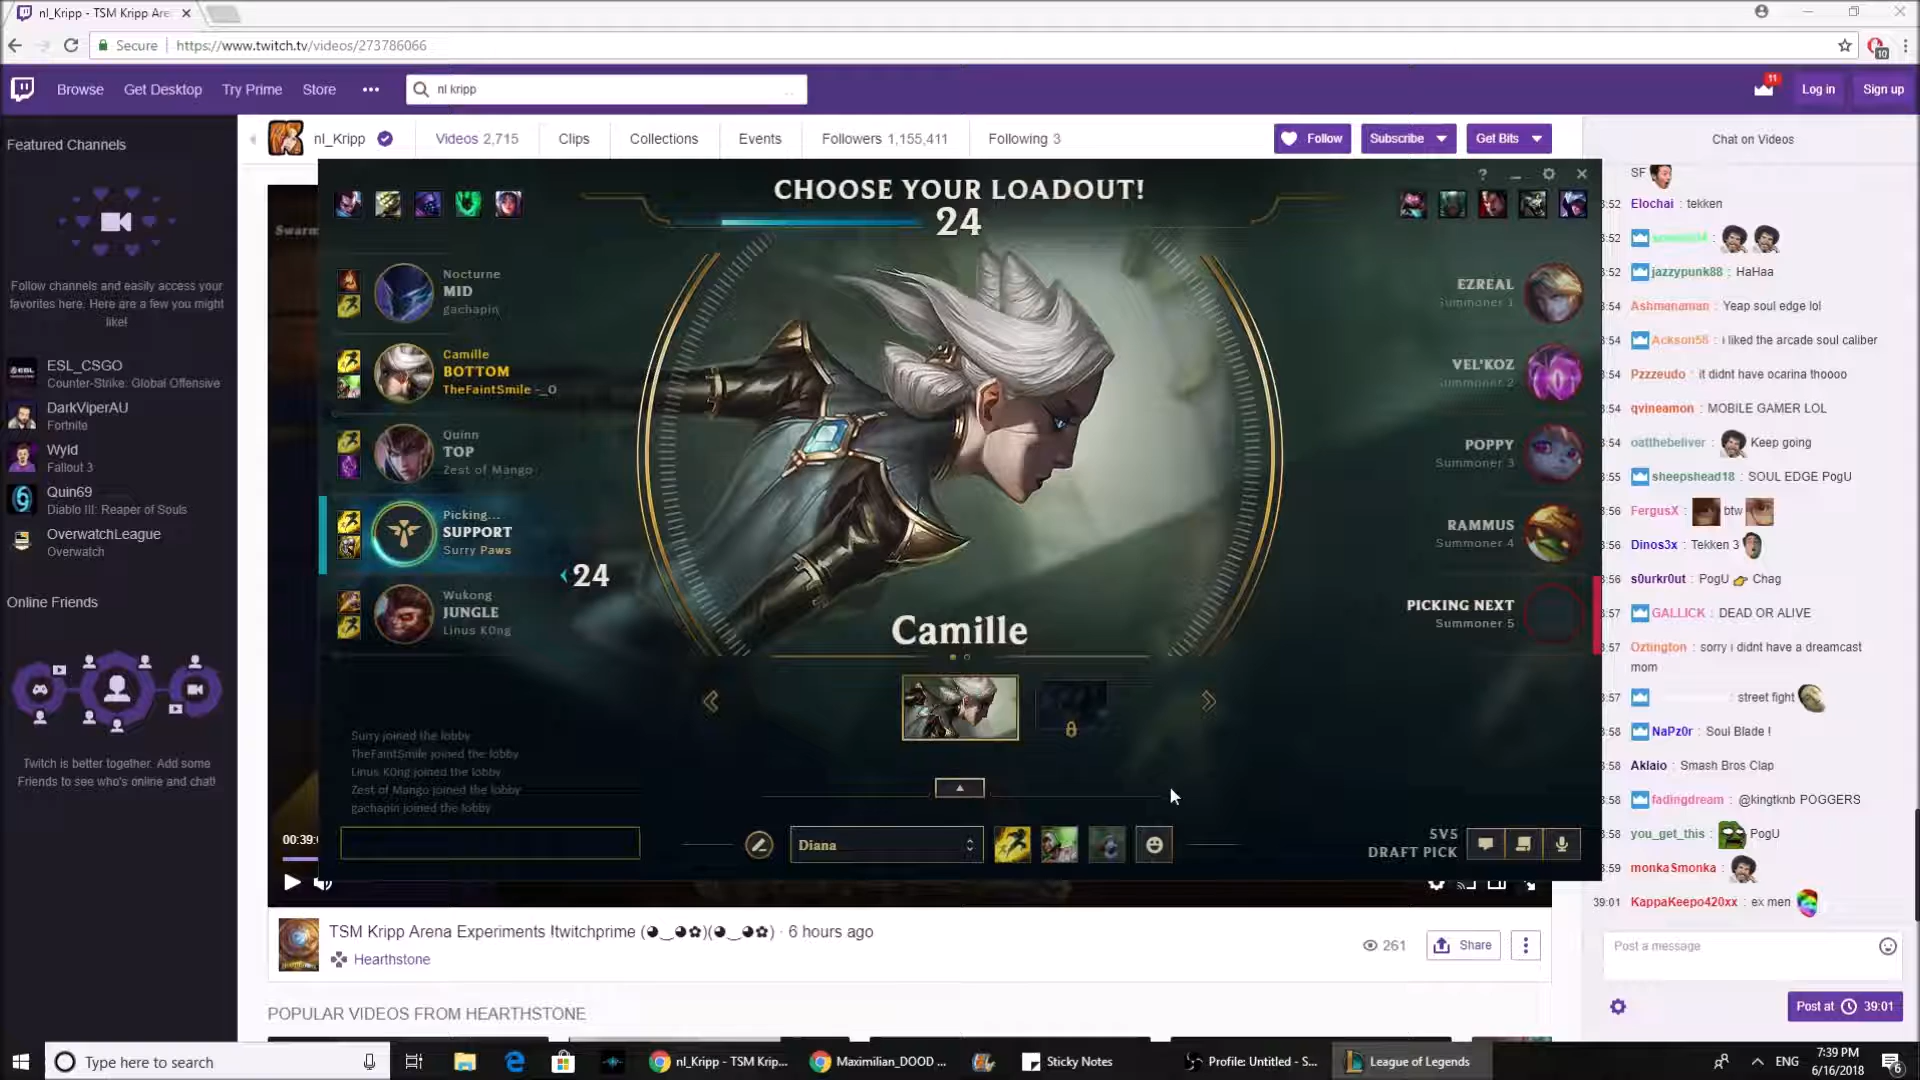 nl_Kripp - TSM Kripp Are
Secure
https://www.twitch.tv/videos/273786066
10
Browse
Get Desktop
Try Prime
Store
nl kripp
11
Log in
Sign up
Featured Channels
Follow channels and easily access your
favorites here. Here are a few you might
like!
ESL_CSGO
Counter-Strike: Global Offensive
DarkViperAU
Fortnite
Wyld
Fallout 3
Quin69
Diablo III: Reaper of Souls
OverwatchLeague
Overwatch
Online Friends
Twitch is better together. Add some
Friends to see who's online and chat!
nl_Kripp
Videos 2,715
Clips
Collections
Events
Followers 1,155,411
Following 3
Follow
Subscribe
Get Bits
CHOOSE YOUR LOADOUT!
24
Nocturne
MID
gachapin
Camille
BOTTOM
TheFaintSmile -_O
Quinn
TOP
Zest of Mango
Picking...
SUPPORT
Surry Paws
24
Wukong
JUNGLE
Linus K0ng
EZREAL
Summoner 1
VEL'KOZ
Summoner 2
POPPY
Summoner 3
RAMMUS
Summoner 4
PICKING NEXT
Summoner 5
Camille
Surry joined the lobby
TheFaintSmile joined the lobby
Linus K0ng joined the lobby
Zest of Mango joined the lobby
gachapin joined the lobby
Diana
5V5
DRAFT PICK
00:39:
TSM Kripp Arena Experiments !twitchprime (◕‿◕✿)(◕‿◕✿) · 6 hours ago
Hearthstone
261
Share
POPULAR VIDEOS FROM HEARTHSTONE
Chat on Videos
SF
Elochai : tekken
jazzypunk88 : HaHaa
Ashmanaman : Yeap soul edge lol
Ackson58 : i liked the arcade soul caliber
Pzzzeudo : it didnt have ocarina thoooo
qvineamon : MOBILE GAMER LOL
oatthebeliver : Keep going
sheepshead18 : SOUL EDGE PogU
FergusX : btw
Dinos3x : Tekken 3
s0urkr0ut : PogU Chag
GALLICK : DEAD OR ALIVE
Oztington : sorry i didnt have a dreamcast
mom
: street fight
NaPz0r : Soul Blade !
Aklaio : Smash Bros Clap
fadingdream : @kingtknb POGGERS
you_get_this : PogU
monkaSmonka :
39:01 KappaKeepo420xx : ex men
Post a message
Post at 39:01
Type here to search
nl_Kripp - TSM Krip...
Maximilian_DOOD ...
Sticky Notes
Profile: Untitled - S...
League of Legends
ENG
7:39 PM
6/16/2018
6